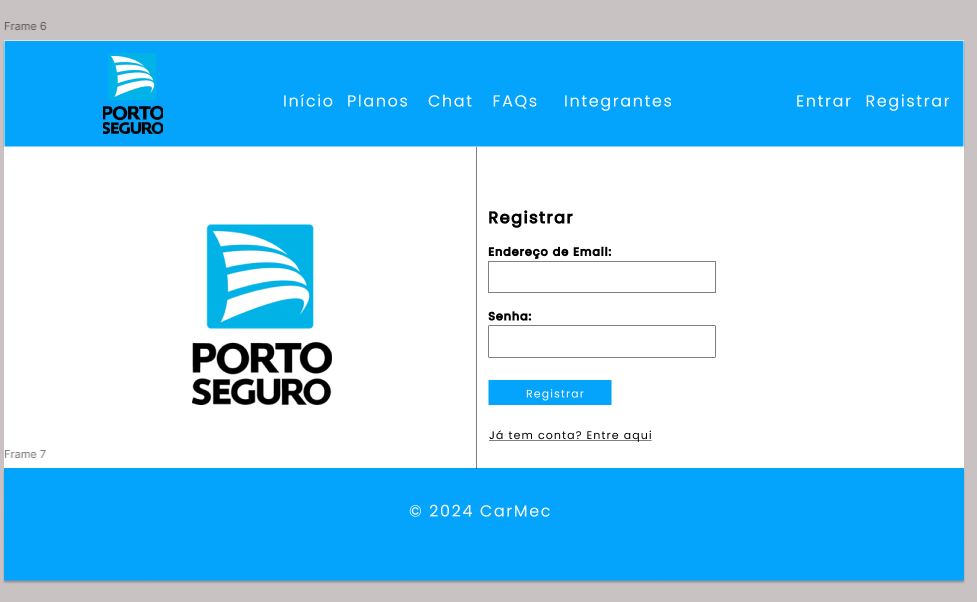 Frame 6
PORTO
SEGURO
Início Planos Chat FAQs Integrantes Entrar Registrar
PORTO
SEGURO
Registrar
Endereço de Email:
Senha:
Registrar
Já tem conta? Entre aqui
Frame 7
© 2024 CarMec